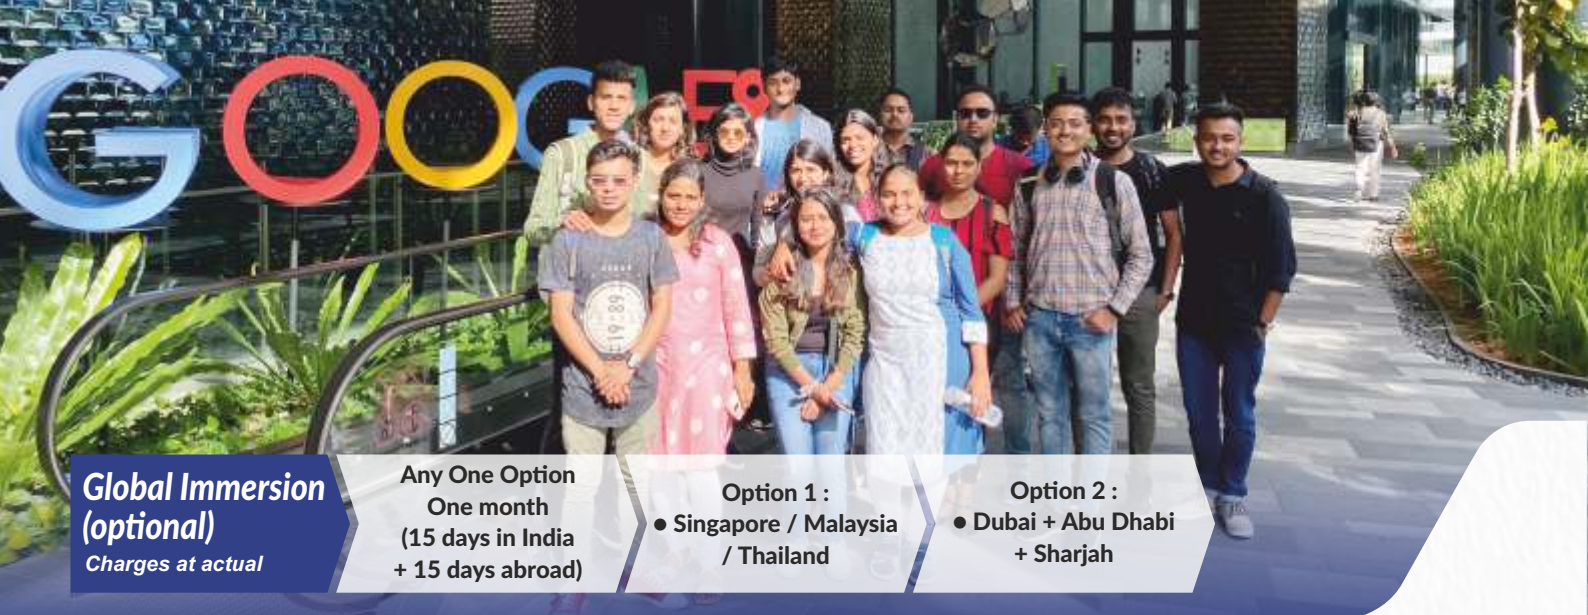 GOOG
1989
Global Immersion
(optional)
Charges at actual
Any One Option
One month
(15 days in India
+ 15 days abroad)
Option 1 :
● Singapore / Malaysia
/ Thailand
Option 2 :
● Dubai + Abu Dhabi
+ Sharjah